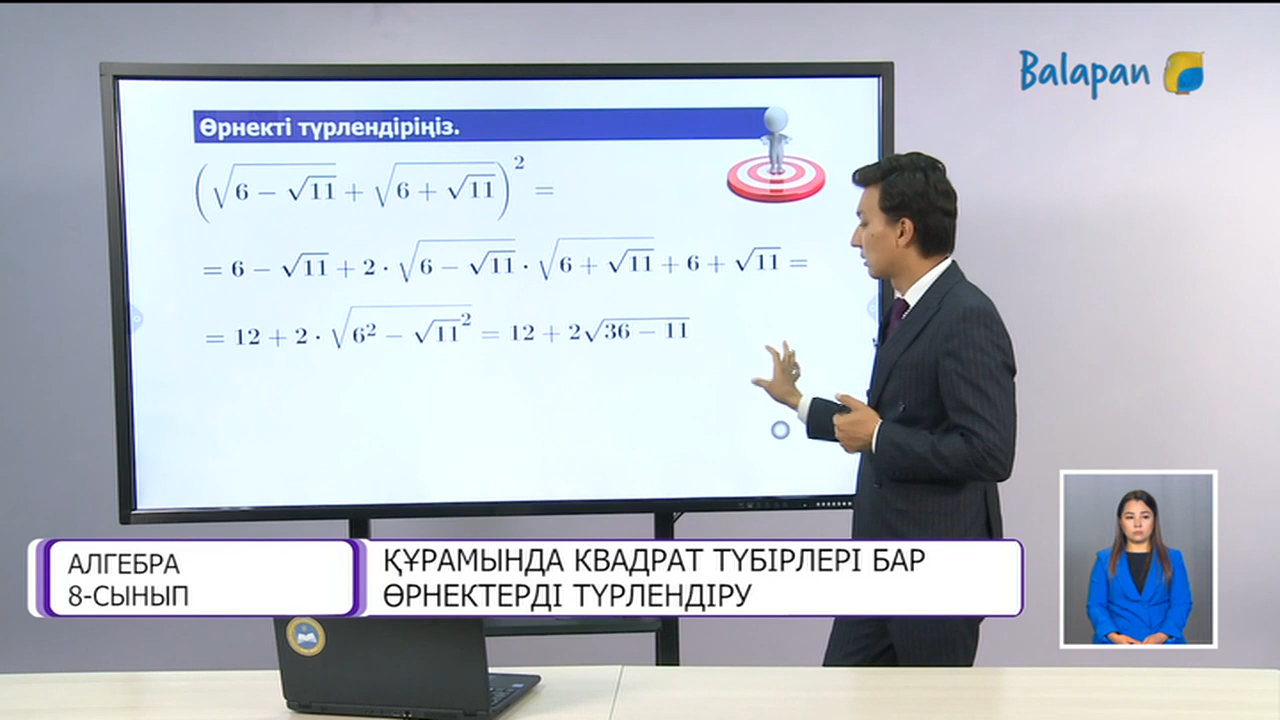 Balapan
Өрнекті түрлендіріңіз.
(√(6 − √11) + √(6 + √11))² =
= 6 − √11 + 2 · √(6 − √11) · √(6 + √11) + 6 + √11 =
= 12 + 2 · √(6² − √11²) = 12 + 2√(36 − 11)
АЛГЕБРА
8-СЫНЫП
ҚҰРАМЫНДА КВАДРАТ ТҮБІРЛЕРІ БАР
ӨРНЕКТЕРДІ ТҮРЛЕНДІРУ